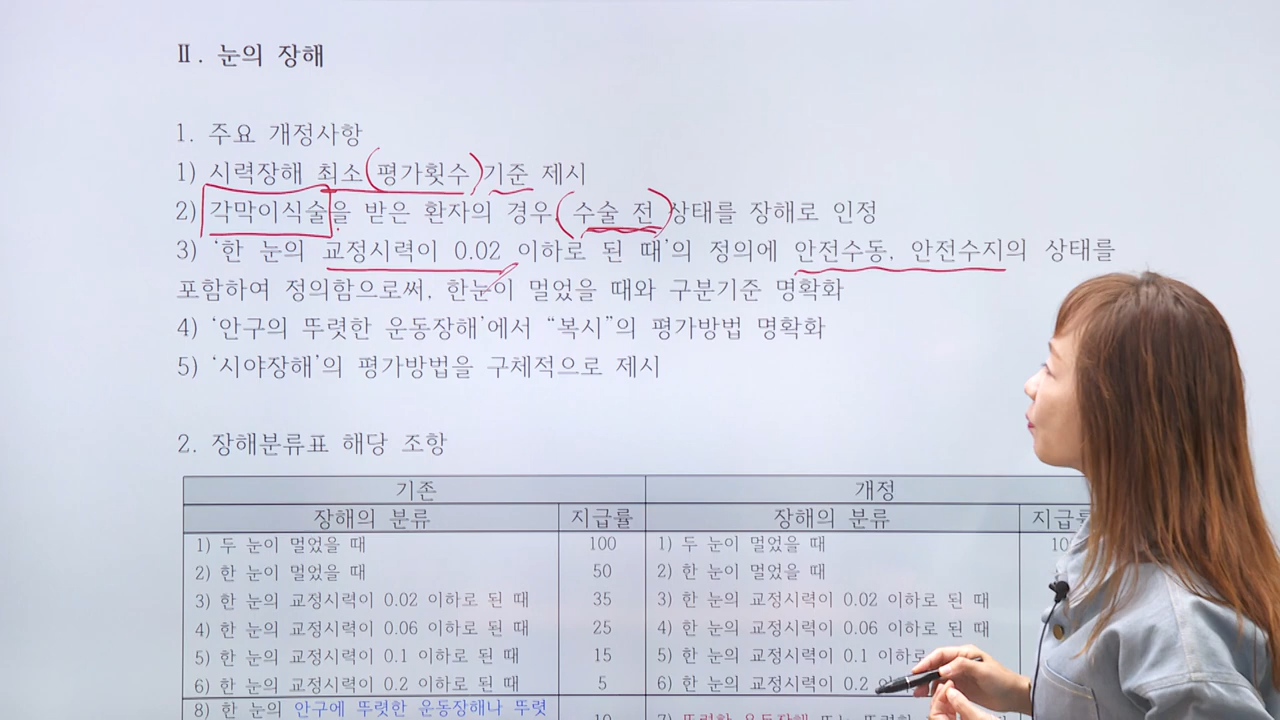 Ⅱ. 눈의 장해
1. 주요 개정사항
1) 시력장해 최소 평가횟수 기준 제시
2) 각막이식술을 받은 환자의 경우, 수술 전 상태를 장해로 인정
3) ‘한 눈의 교정시력이 0.02 이하로 된 때’의 정의에 안전수동, 안전수지의 상태를
포함하여 정의함으로써, 한눈이 멀었을 때와 구분기준 명확화
4) ‘안구의 뚜렷한 운동장해’에서 “복시”의 평가방법 명확화
5) ‘시야장해’의 평가방법을 구체적으로 제시
2. 장해분류표 해당 조항
기존 개정
장해의 분류 지급률 장해의 분류
1) 두 눈이 멀었을 때 100 1) 두 눈이 멀었을 때
2) 한 눈이 멀었을 때 50 2) 한 눈이 멀었을 때
3) 한 눈의 교정시력이 0.02 이하로 된 때 35 3) 한 눈의 교정시력이 0.02 이하로 된 때
4) 한 눈의 교정시력이 0.06 이하로 된 때 25 4) 한 눈의 교정시력이 0.06 이하로 된 때
5) 한 눈의 교정시력이 0.1 이하로 된 때 15 5) 한 눈의 교정시력이 0.1 이하로
6) 한 눈의 교정시력이 0.2 이하로 된 때 5 6) 한 눈의 교정시력이 0.2
8) 한 눈의 안구에 뚜렷한 운동장해나 뚜렷